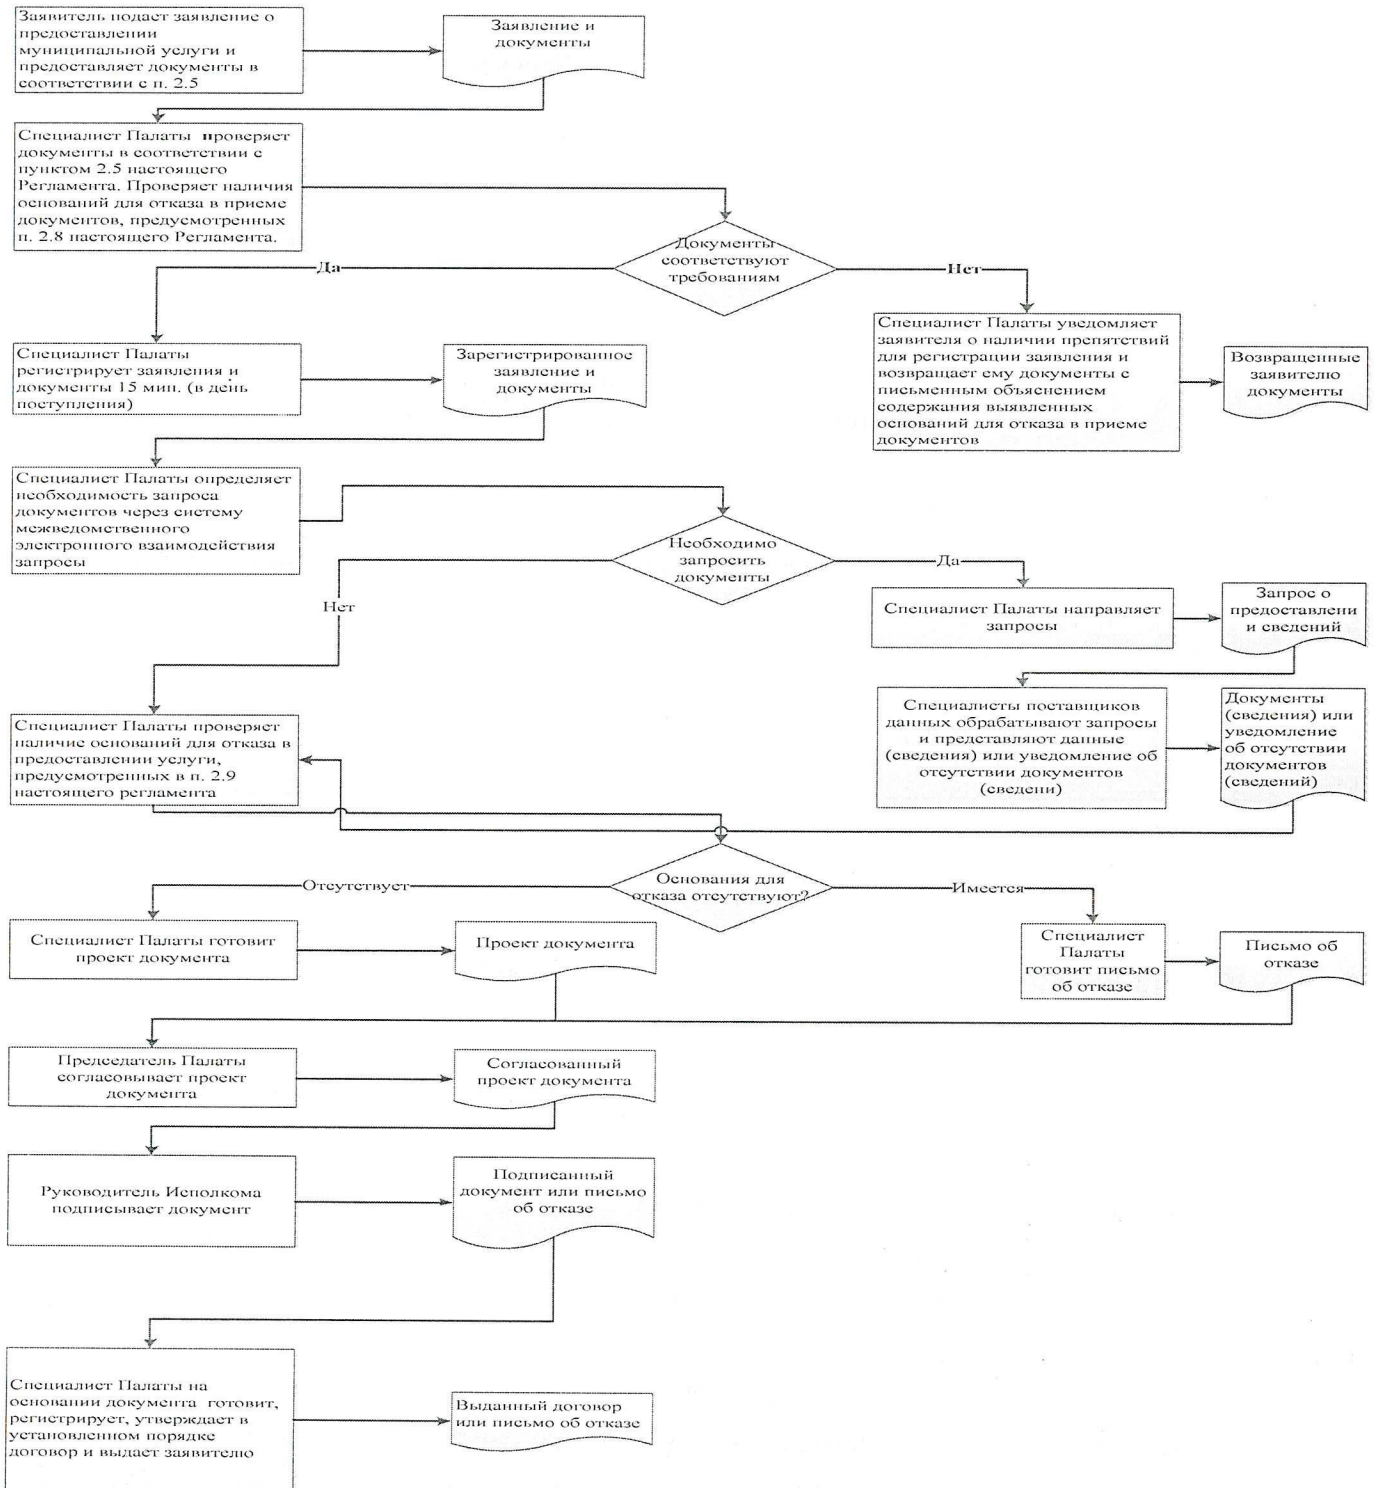 Заявитель подает заявление о
предоставлении
муниципальной услуги и
предоставляет документы в
соответствии с п. 2.5
Заявление и
документы
Специалист Палаты проверяет
документы в соответствии с
пунктом 2.5 настоящего
Регламента. Проверяет наличия
оснований для отказа в приеме
документов, предусмотренных
п. 2.8 настоящего Регламента.
Документы
соответствуют
требованиям
Да
Нет
Специалист Палаты
регистрирует заявления и
документы 15 мин. (в день
поступления)
Зарегистрированное
заявление и
документы
Специалист Палаты уведомляет
заявителя о наличии препятствий
для регистрации заявления и
возвращает ему документы с
письменным объяснением
содержания выявленных
оснований для отказа в приеме
документов
Возвращенные
заявителю
документы
Специалист Палаты определяет
необходимость запроса
документов через систему
межведомственного
электронного взаимодействия
запросы
Необходимо
запросить
документы
Да
Нет
Специалист Палаты направляет
запросы
Запрос о
предоставлени
и сведений
Специалисты поставщиков
данных обрабатывают запросы
и представляют данные
(сведения) или уведомление об
отсутствии документов
(сведени)
Документы
(сведения) или
уведомление
об отсутствии
документов
(сведений)
Специалист Палаты проверяет
наличие оснований для отказа в
предоставлении услуги,
предусмотренных в п. 2.9
настоящего регламента
Основания для
отказа отсутствуют?
Отсутствует
Имеется
Специалист Палаты готовит
проект документа
Проект документа
Специалист
Палаты
готовит письмо
об отказе
Письмо об
отказе
Председатель Палаты
согласовывает проект
документа
Согласованный
проект документа
Руководитель Исполкома
подписывает документ
Подписанный
документ или письмо
об отказе
Специалист Палаты на
основании документа готовит,
регистрирует, утверждает в
установленном порядке
договор и выдает заявителю
Выданный договор
или письмо об отказе